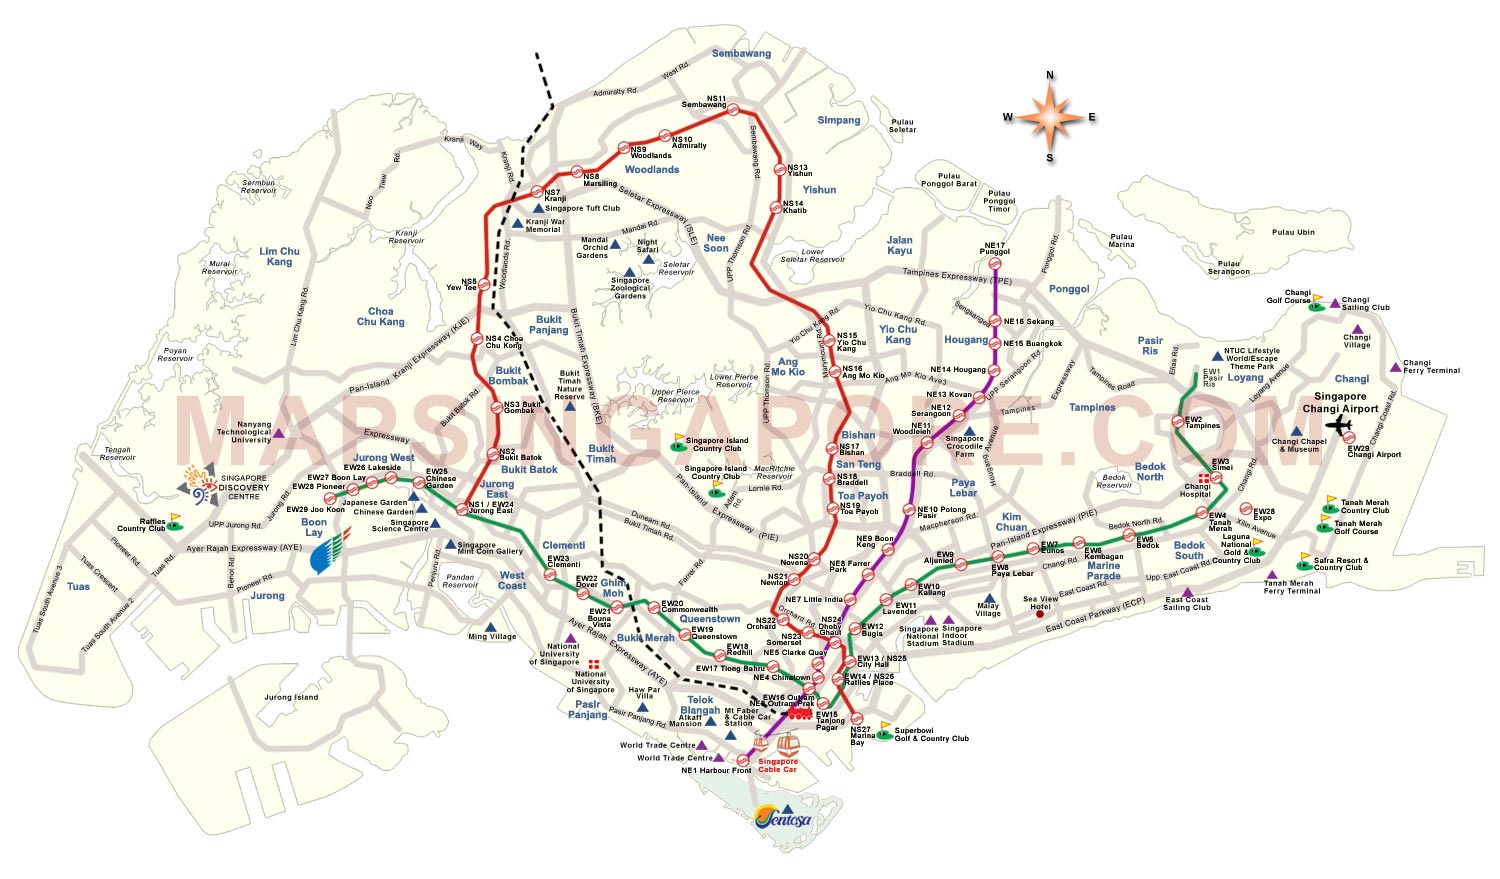 Sembawang
West Rd.
Admiralty Rd.
NS11
Sembawang
N
W
E
S
Simpang
Pulau
Seletar
Kranji Way
Kranji Rd.
Neo Tiew Rd.
NS10
Admiralty
NS9
Woodlands
Woodlands
Sembawang Rd.
NS8
Marsiling
NS7
Kranji
NS13
Yishun
Yishun
NS14
Khatib
Pulau
Ponggol Barat
Pulau
Ponggol
Timor
Sermbun
Reservoir
Singapore Tuft Club
Kranji War
Memorial
Seletar Expressway (SLE)
Mandai Rd.
Mandal
Orchid
Gardens
Night
Safari
Seletar
Reservoir
Singapore
Zoological
Gardens
Nee
Soon
UPP Thomson Rd.
Lower
Seletar Reservoir
Jalan
Kayu
NE17
Punggol
Ponggol Rd.
Pulau
Marina
Pulau Ubin
Pulau
Serangoon
Kranji
Reservoir
Lim Chu
Kang
Murai
Reservoir
Lim Chu Kang Rd.
Woodlands Rd.
NS5
Yew Tee
Tampines Expressway (TPE)
Ponggol
Choa
Chu Kang
Kranji Expressway (KJE)
NS4 Choa
Chu Kong
Bukit
Panjang
Bukit Timah Expressway (BKE)
Yio Chu Kang Rd.
Yio Chu Kang Rd.
Yio Chu
Kang
Sengkang
NE16 Sekang
Hougang
NE15 Buangkok
NS15
Yio Chu
Kang
Changi
Golf Course
Changi
Sailing Club
Changi
Village
Pasir
Ris
Elias Rd.
NTUC Lifestyle
World/Escape
Theme Park
Poyan
Reservoir
Pan-Island
Bukit
Bombak
Bukit
Timah
Nature
Reserve
Upper Pierce
Reservoir
Lower Pierce
Reservoir
UPP Thomson Rd.
Ang
Mo Kio
NS16
Ang Mo Kio
Ang Mo Kio Ave3
NE14 Hougang
UPP Serangoon Rd.
Expressway
Tampines Road
EW1
Pasir
Ris
Loyang
Loyang Avenue
Changi
Changi
Ferry Terminal
Bukit Batok Rd.
NS3 Bukit
Gombak
NE13 Kovan
NE12
Serangoon
Tampines
Tampines
Singapore
Changi Airport
Changi Coast Rd.
MAPSINGAPORE.COM
Nanyang
Technological
University
Expressway
NE11
Woodleieh
Singapore
Crocodile
Farm
Hougang Avenue
EW2
Tampines
Changi Chapel
& Museum
EW29
Changi Airport
Tengah
Reservoir
Jurong West
NS2
Bukit Batok
Bukit Batok
Bukit
Timah
Singapore Island
Country Club
Bishan
NS17
Bishan
San Teng
EW26 Lakeside
EW27 Boon Lay
EW28 Pioneer
EW29 Joo Koon
EW25
Chinese
Garden
SINGAPORE
DISCOVERY
CENTRE
Jurong
East
Singapore Island
Country Club
MacRitchie
Reservoir
Lornie Rd.
Adam
Rd.
Pan-Island Expressway (PIE)
NS18
Braddell
Braddell Rd.
Toa Payoh
NS19
Toa Payoh
Paya
Lebar
Bedok
North
Bedok
Reservoir
EW3
Simei
Changi
Hospital
Changi Rd.
Japanese Garden
Chinese Garden
NS1 / EW24
Jurong East
Jurong Rd.
Raffles
Country Club
UPP Jurong Rd.
Boon
Lay
Singapore
Science Centre
Dunearn Rd.
Bukit Timah Rd.
NE10 Potong
Pasir
Macpherson Rd.
Kim
Chuan
Pan-Island Expressway (PIE)
Bedok North Rd.
EW4
Tanah
Merah
EW28
Expo
Xilin Avenue
Tanah Merah
Country Club
Tanah Merah
Golf Course
Pioneer Rd.
Ayer Rajah Expressway (AYE)
Singapore
Mint Coin Gallery
Clementi
EW23
Clementi
NE9 Boon
Keng
NE8 Farrer
Park
EW9
Aljunied
EW8
Paya Lebar
EW7
Eunos
EW6
Kembagan
EW5
Bedok
Bedok
South
Laguna
National
Gold &
Country Club
Safra Resort &
Country Club
Tuas Crescent
Tuas Rd.
Tuas
Benoi Rd.
Pioneer Rd.
Jurong
Penjuru Rd.
Pandan
Reservoir
West
Coast
Ghim
Moh
Farrer Rd.
NS20
Novena
NS21
Newton
Changi Rd.
Marine
Parade
Upp East Coast Rd.
East Coast Rd.
Tanah Merah
Ferry Terminal
Tuas South Avenue 3
Tuas South Avenue 2
EW22
Dover
EW21
Bouna
Vista
EW20
Commonwealth
Queenstown
EW19
Queenstown
NE7 Little India
EW10
Kallang
EW11
Lavender
Malay
Village
Sea View
Hotel
East Coast Parkway (ECP)
East Coast
Sailing Club
Orchard Rd.
NS22
Orchard
NS23
Somerset
NS24
Dhoby
Ghaut
EW12
Bugis
Singapore
National
Stadium
Singapore
Indoor
Stadium
Ming Village
Ayer Rajah Expressway (AYE)
Bukit Merah
National
University
of Singapore
EW18
Redhill
EW17 Tiong Bahru
NE5 Clarke Quay
EW13 / NS25
City Hall
NE4 Chinatown
EW14 / NS26
Ratlles Place
National
University
of Singapore
Haw Par
Villa
Pasir
Panjang
Pasir Panjang Rd.
Telok
Blangah
Alkaff
Mansion
Mt Faber
& Cable Car
Station
EW16 Outram
EW15
Tanjong
Pagar
NS27
Marina
Bay
Superbowi
Golf & Country Club
Jurong Island
World Trade Centre
World Trade Centre
NE1 Harbour Front
Singapore
Cable Car
Sentosa